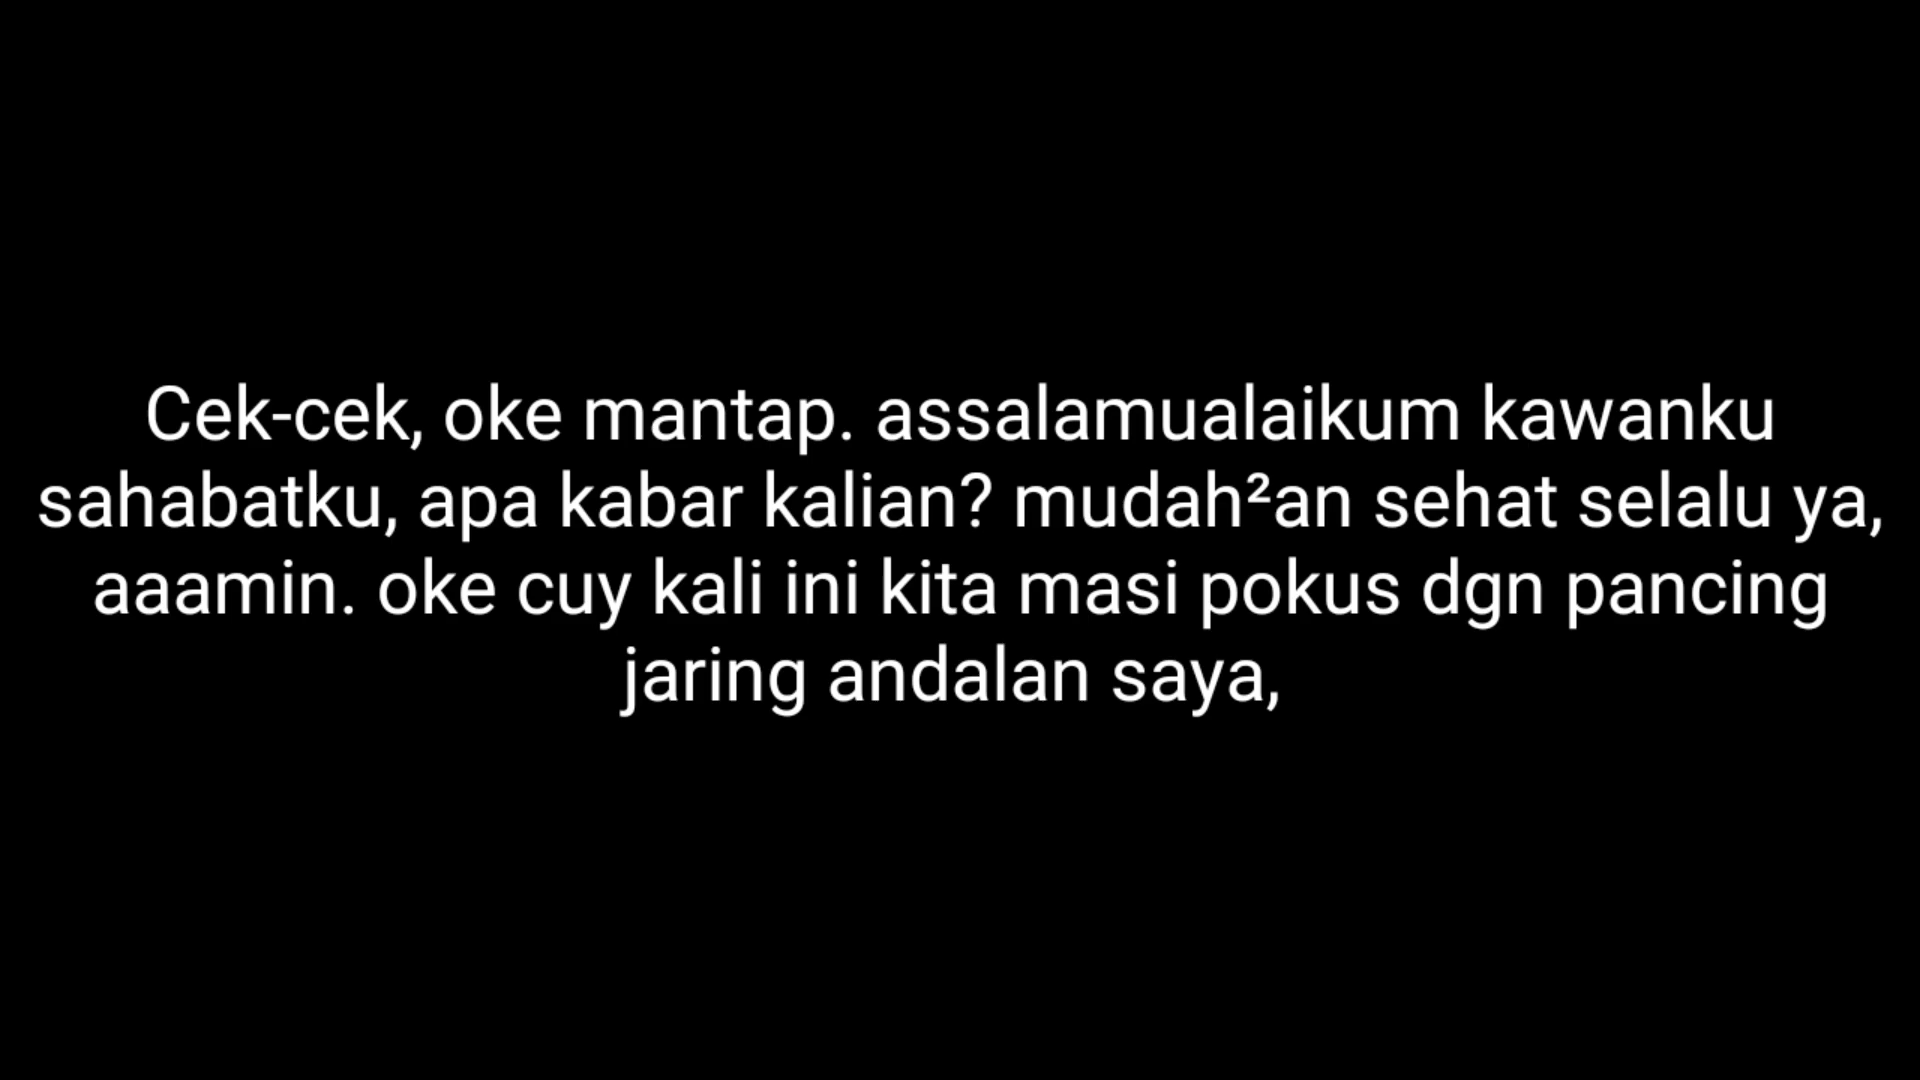 Cek-cek, oke mantap. assalamualaikum kawanku
sahabatku, apa kabar kalian? mudah²an sehat selalu ya,
aaamin. oke cuy kali ini kita masi pokus dgn pancing
jaring andalan saya,